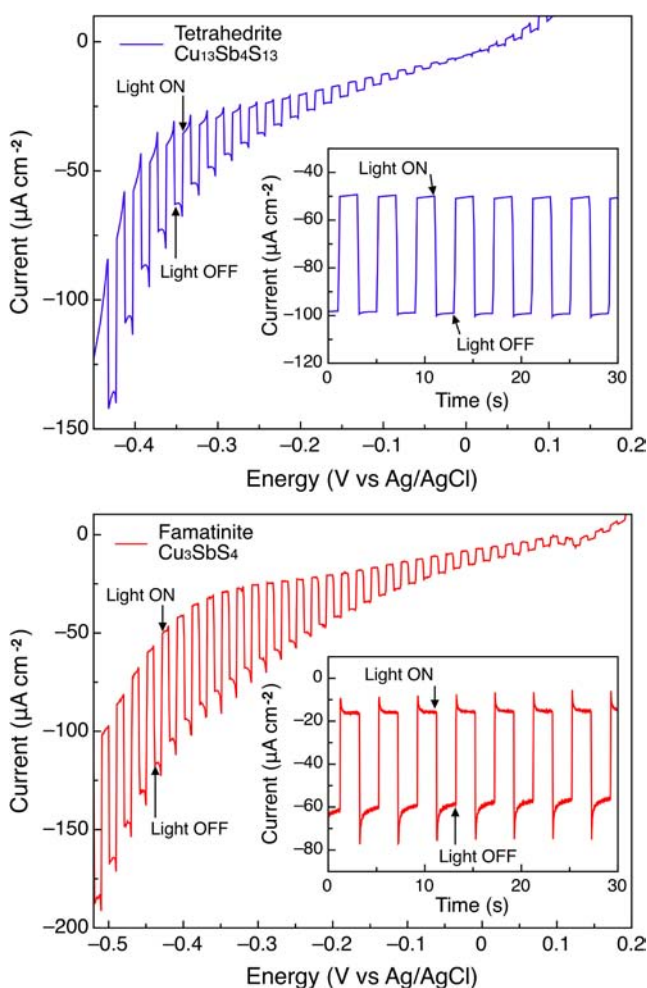 Tetrahedrite
Cu₁₃Sb₄S₁₃
Light ON
Light OFF
Current (µA cm⁻²)
0
−50
−100
−150
−0.4
−0.3
−0.2
−0.1
0
0.1
0.2
Energy (V vs Ag/AgCl)
Light ON
Light OFF
Current (µA cm⁻²)
−40
−60
−80
−100
−120
0
10
20
30
Time (s)
Famatinite
Cu₃SbS₄
Light ON
Light OFF
Current (µA cm⁻²)
0
−50
−100
−150
−200
−0.5
−0.4
−0.3
−0.2
−0.1
0
0.1
0.2
Energy (V vs Ag/AgCl)
Light ON
Light OFF
Current (µA cm⁻²)
0
−20
−40
−60
−80
0
10
20
30
Time (s)